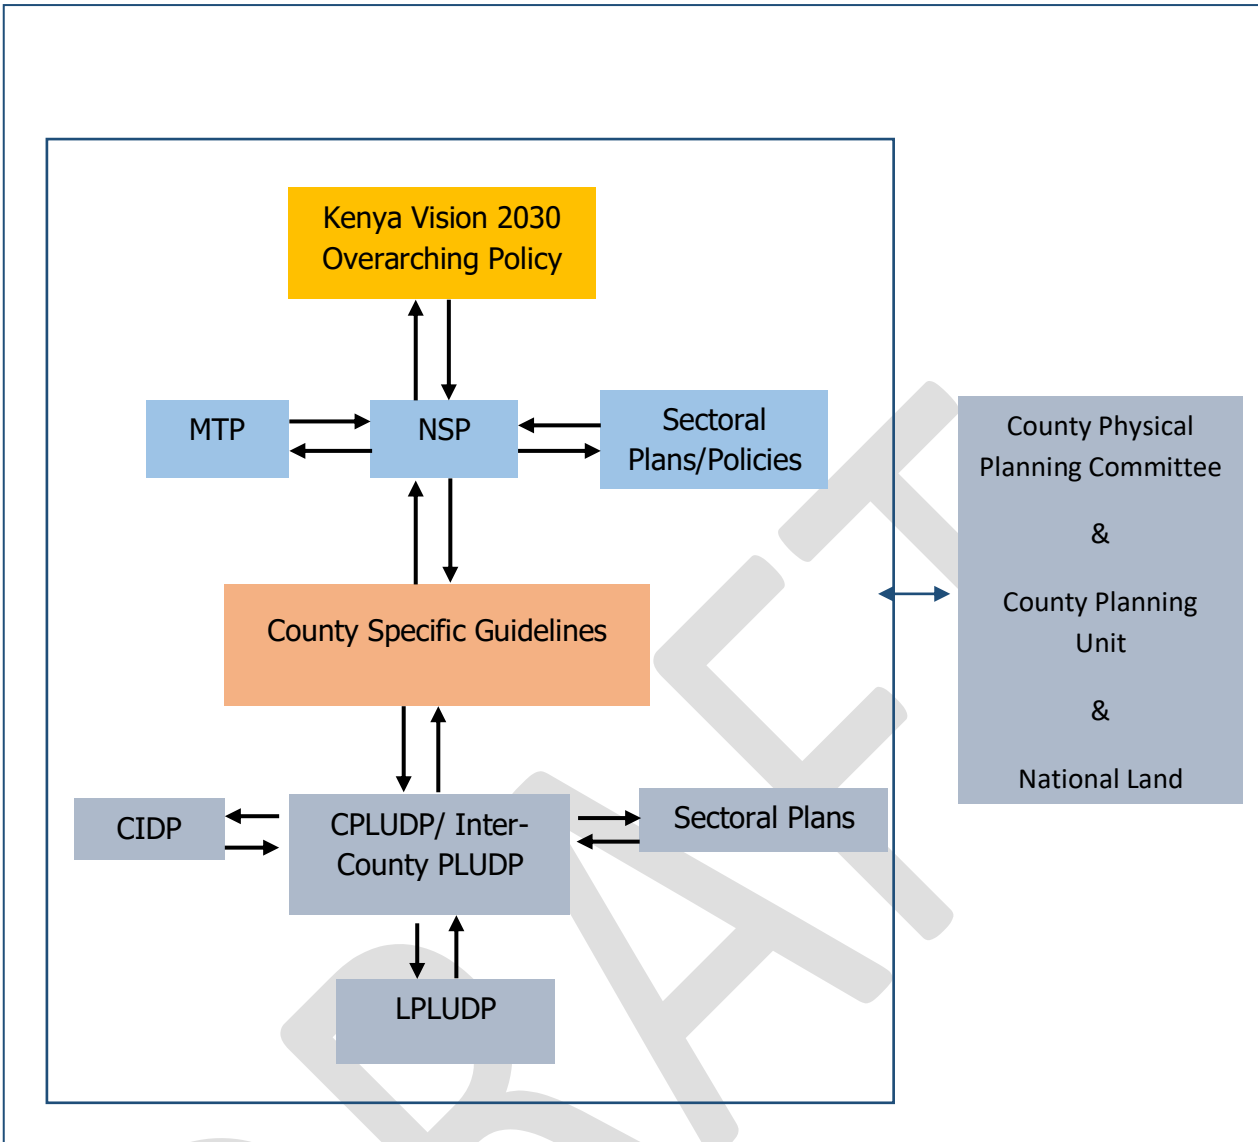 Kenya Vision 2030
Overarching Policy
MTP
NSP
Sectoral
Plans/Policies
County Specific Guidelines
CIDP
CPLUDP/ Inter-
County PLUDP
Sectoral Plans
LPLUDP
County Physical
Planning Committee
&
County Planning
Unit
&
National Land
DRAFT